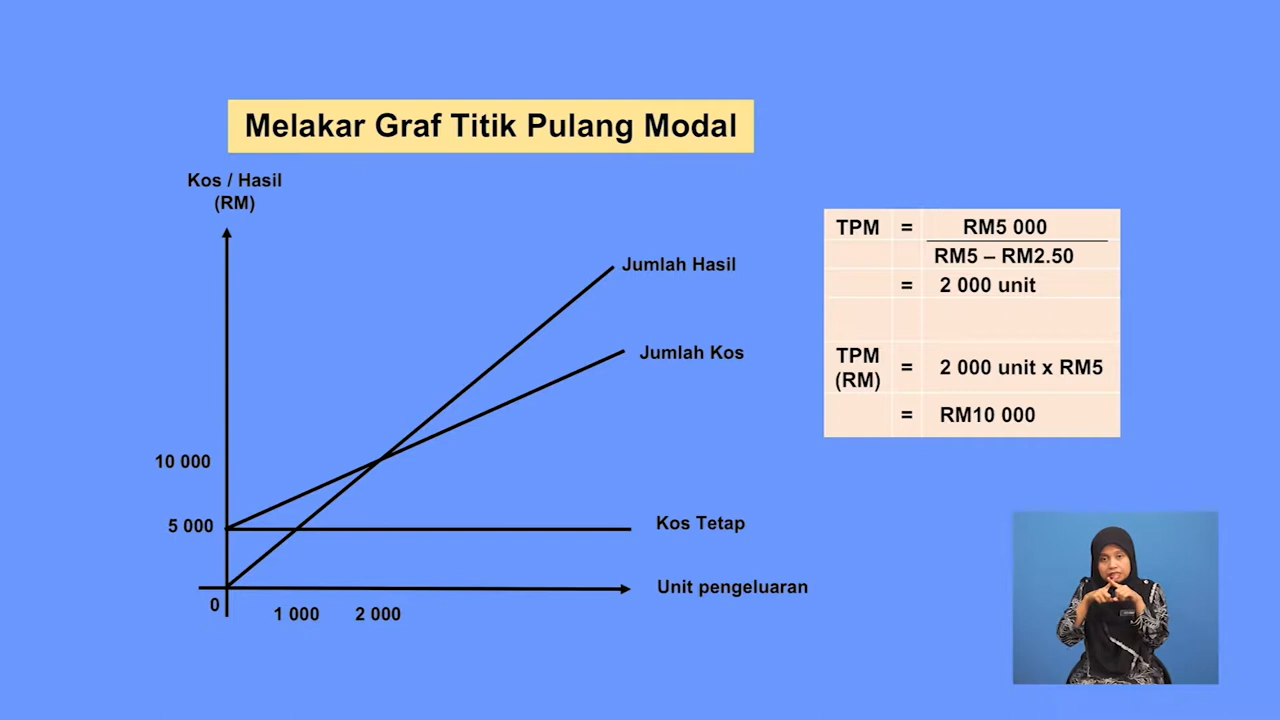 Melakar Graf Titik Pulang Modal
Kos / Hasil
(RM)
Jumlah Hasil
Jumlah Kos
10 000
5 000
Kos Tetap
Unit pengeluaran
0
1 000
2 000
TPM = RM5 000
RM5 – RM2.50
= 2 000 unit
TPM
(RM) = 2 000 unit x RM5
= RM10 000